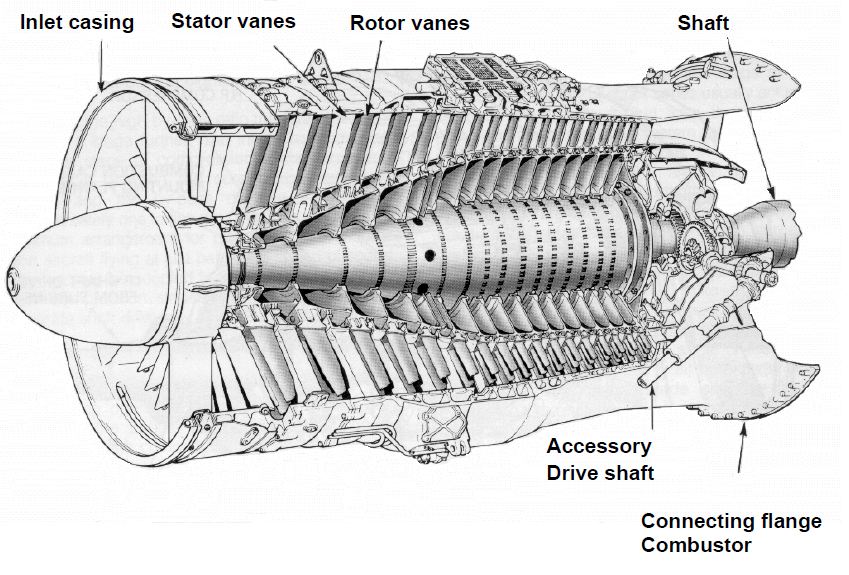 Inlet casing
Stator vanes
Rotor vanes
Shaft
Accessory
Drive shaft
Connecting flange
Combustor